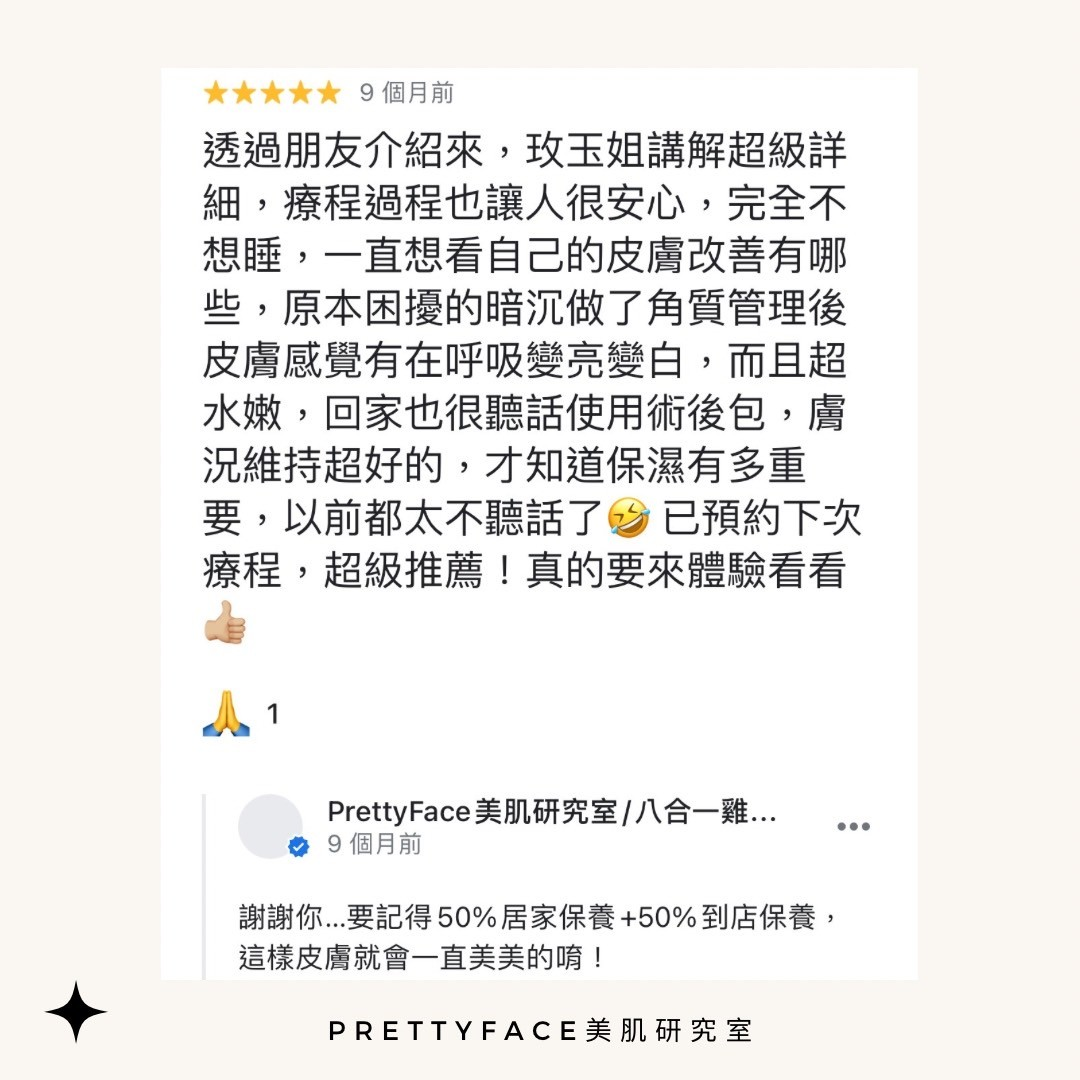 ★★★★★ 9 個月前
透過朋友介紹來，玫玉姐講解超級詳
細，療程過程也讓人很安心，完全不
想睡，一直想看自己的皮膚改善有哪
些，原本困擾的暗沉做了角質管理後
皮膚感覺有在呼吸變亮變白，而且超
水嫩，回家也很聽話使用術後包，膚
況維持超好的，才知道保濕有多重
要，以前都太不聽話了🤣 已預約下次
療程，超級推薦！真的要來體驗看看
👍🏼
🙏 1
PrettyFace美肌研究室/八合一雞...
9 個月前
謝謝你...要記得50%居家保養+50%到店保養，
這樣皮膚就會一直美美的唷！
PRETTYFACE美肌研究室